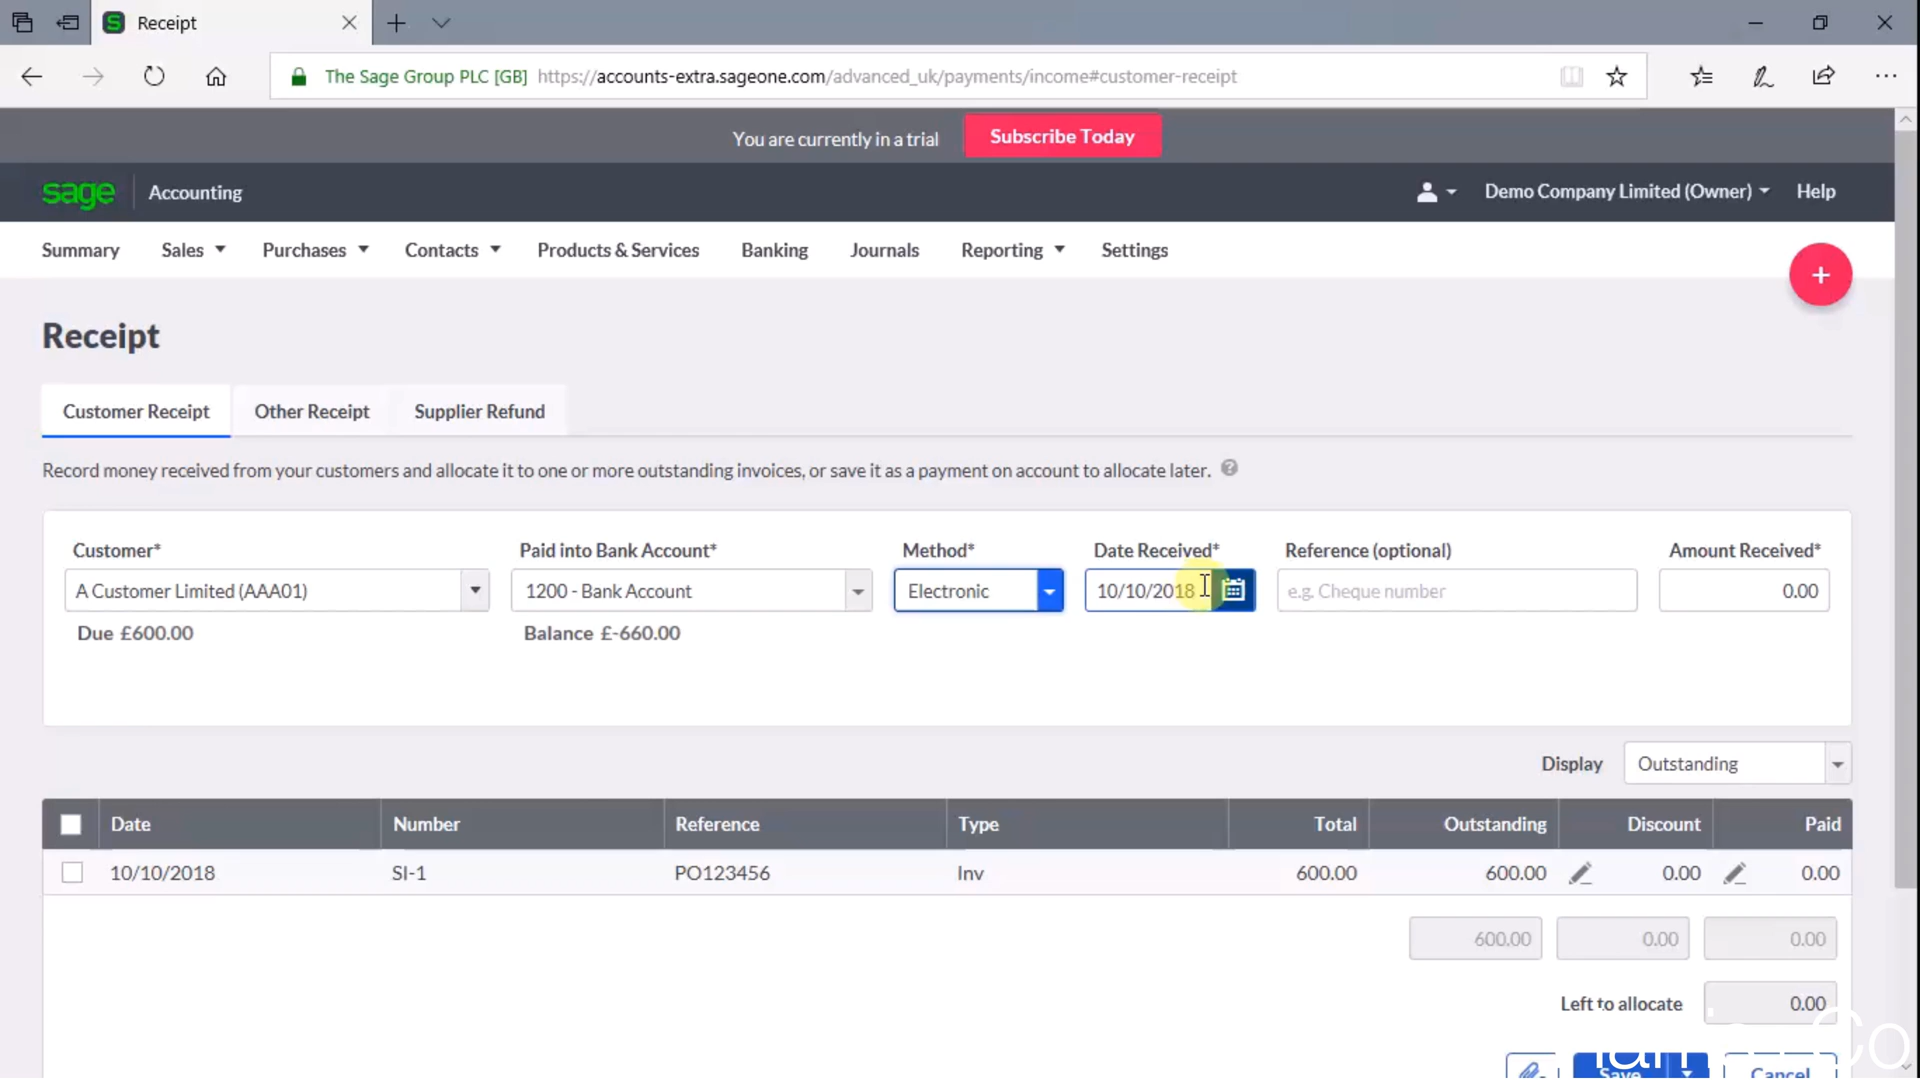 Receipt
The Sage Group PLC [GB] https://accounts-extra.sageone.com/advanced_uk/payments/income#customer-receipt
You are currently in a trial Subscribe Today
sage Accounting Demo Company Limited (Owner) Help
Summary Sales Purchases Contacts Products & Services Banking Journals Reporting Settings
+
Receipt
Customer Receipt Other Receipt Supplier Refund
Record money received from your customers and allocate it to one or more outstanding invoices, or save it as a payment on account to allocate later. ?
Customer* Paid into Bank Account* Method* Date Received* Reference (optional) Amount Received*
A Customer Limited (AAA01) 1200 - Bank Account Electronic 10/10/2018 e.g. Cheque number 0.00
Due £600.00 Balance £-660.00
Display Outstanding
Date Number Reference Type Total Outstanding Discount Paid
10/10/2018 SI-1 PO123456 Inv 600.00 600.00 0.00 0.00
600.00 0.00 0.00
Left to allocate 0.00
Save Cancel